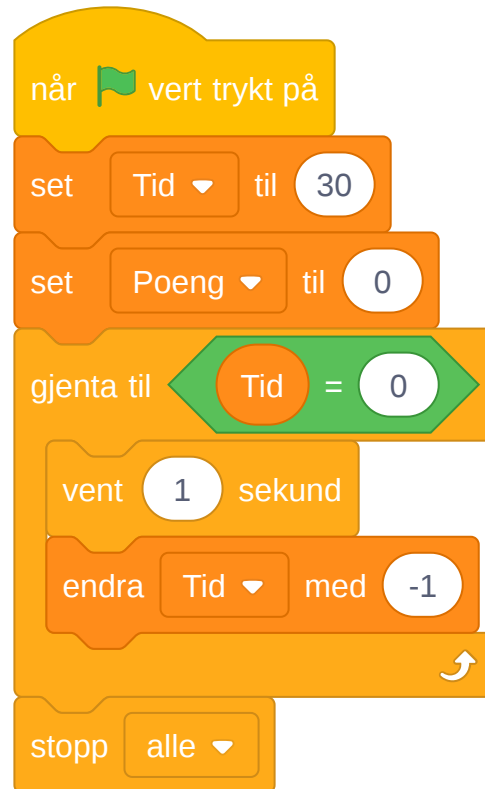 når vert trykt på
set Tid til 30
set Poeng til 0
gjenta til Tid = 0
vent 1 sekund
endra Tid med -1
stopp alle